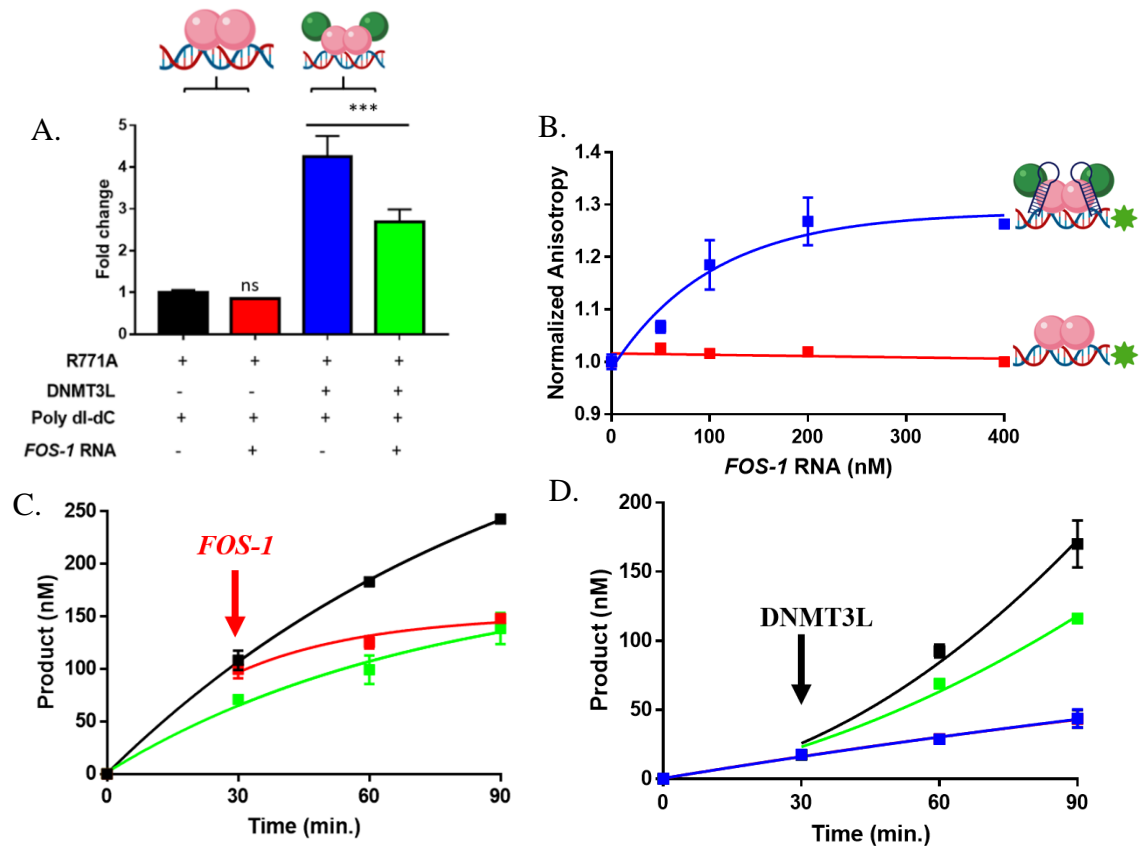 A.
***
ns
Fold change
5
4
3
2
1
0
R771A + + + +
DNMT3L - - + +
Poly dI-dC + + + +
FOS-1 RNA - + - +
B.
Normalized Anisotropy
1.4
1.3
1.2
1.1
1.0
0.9
0 100 200 300 400
FOS-1 RNA (nM)
C.
FOS-1
Product (nM)
250
200
150
100
50
0
0 30 60 90
Time (min.)
D.
DNMT3L
Product (nM)
200
150
100
50
0
0 30 60 90
Time (min.)